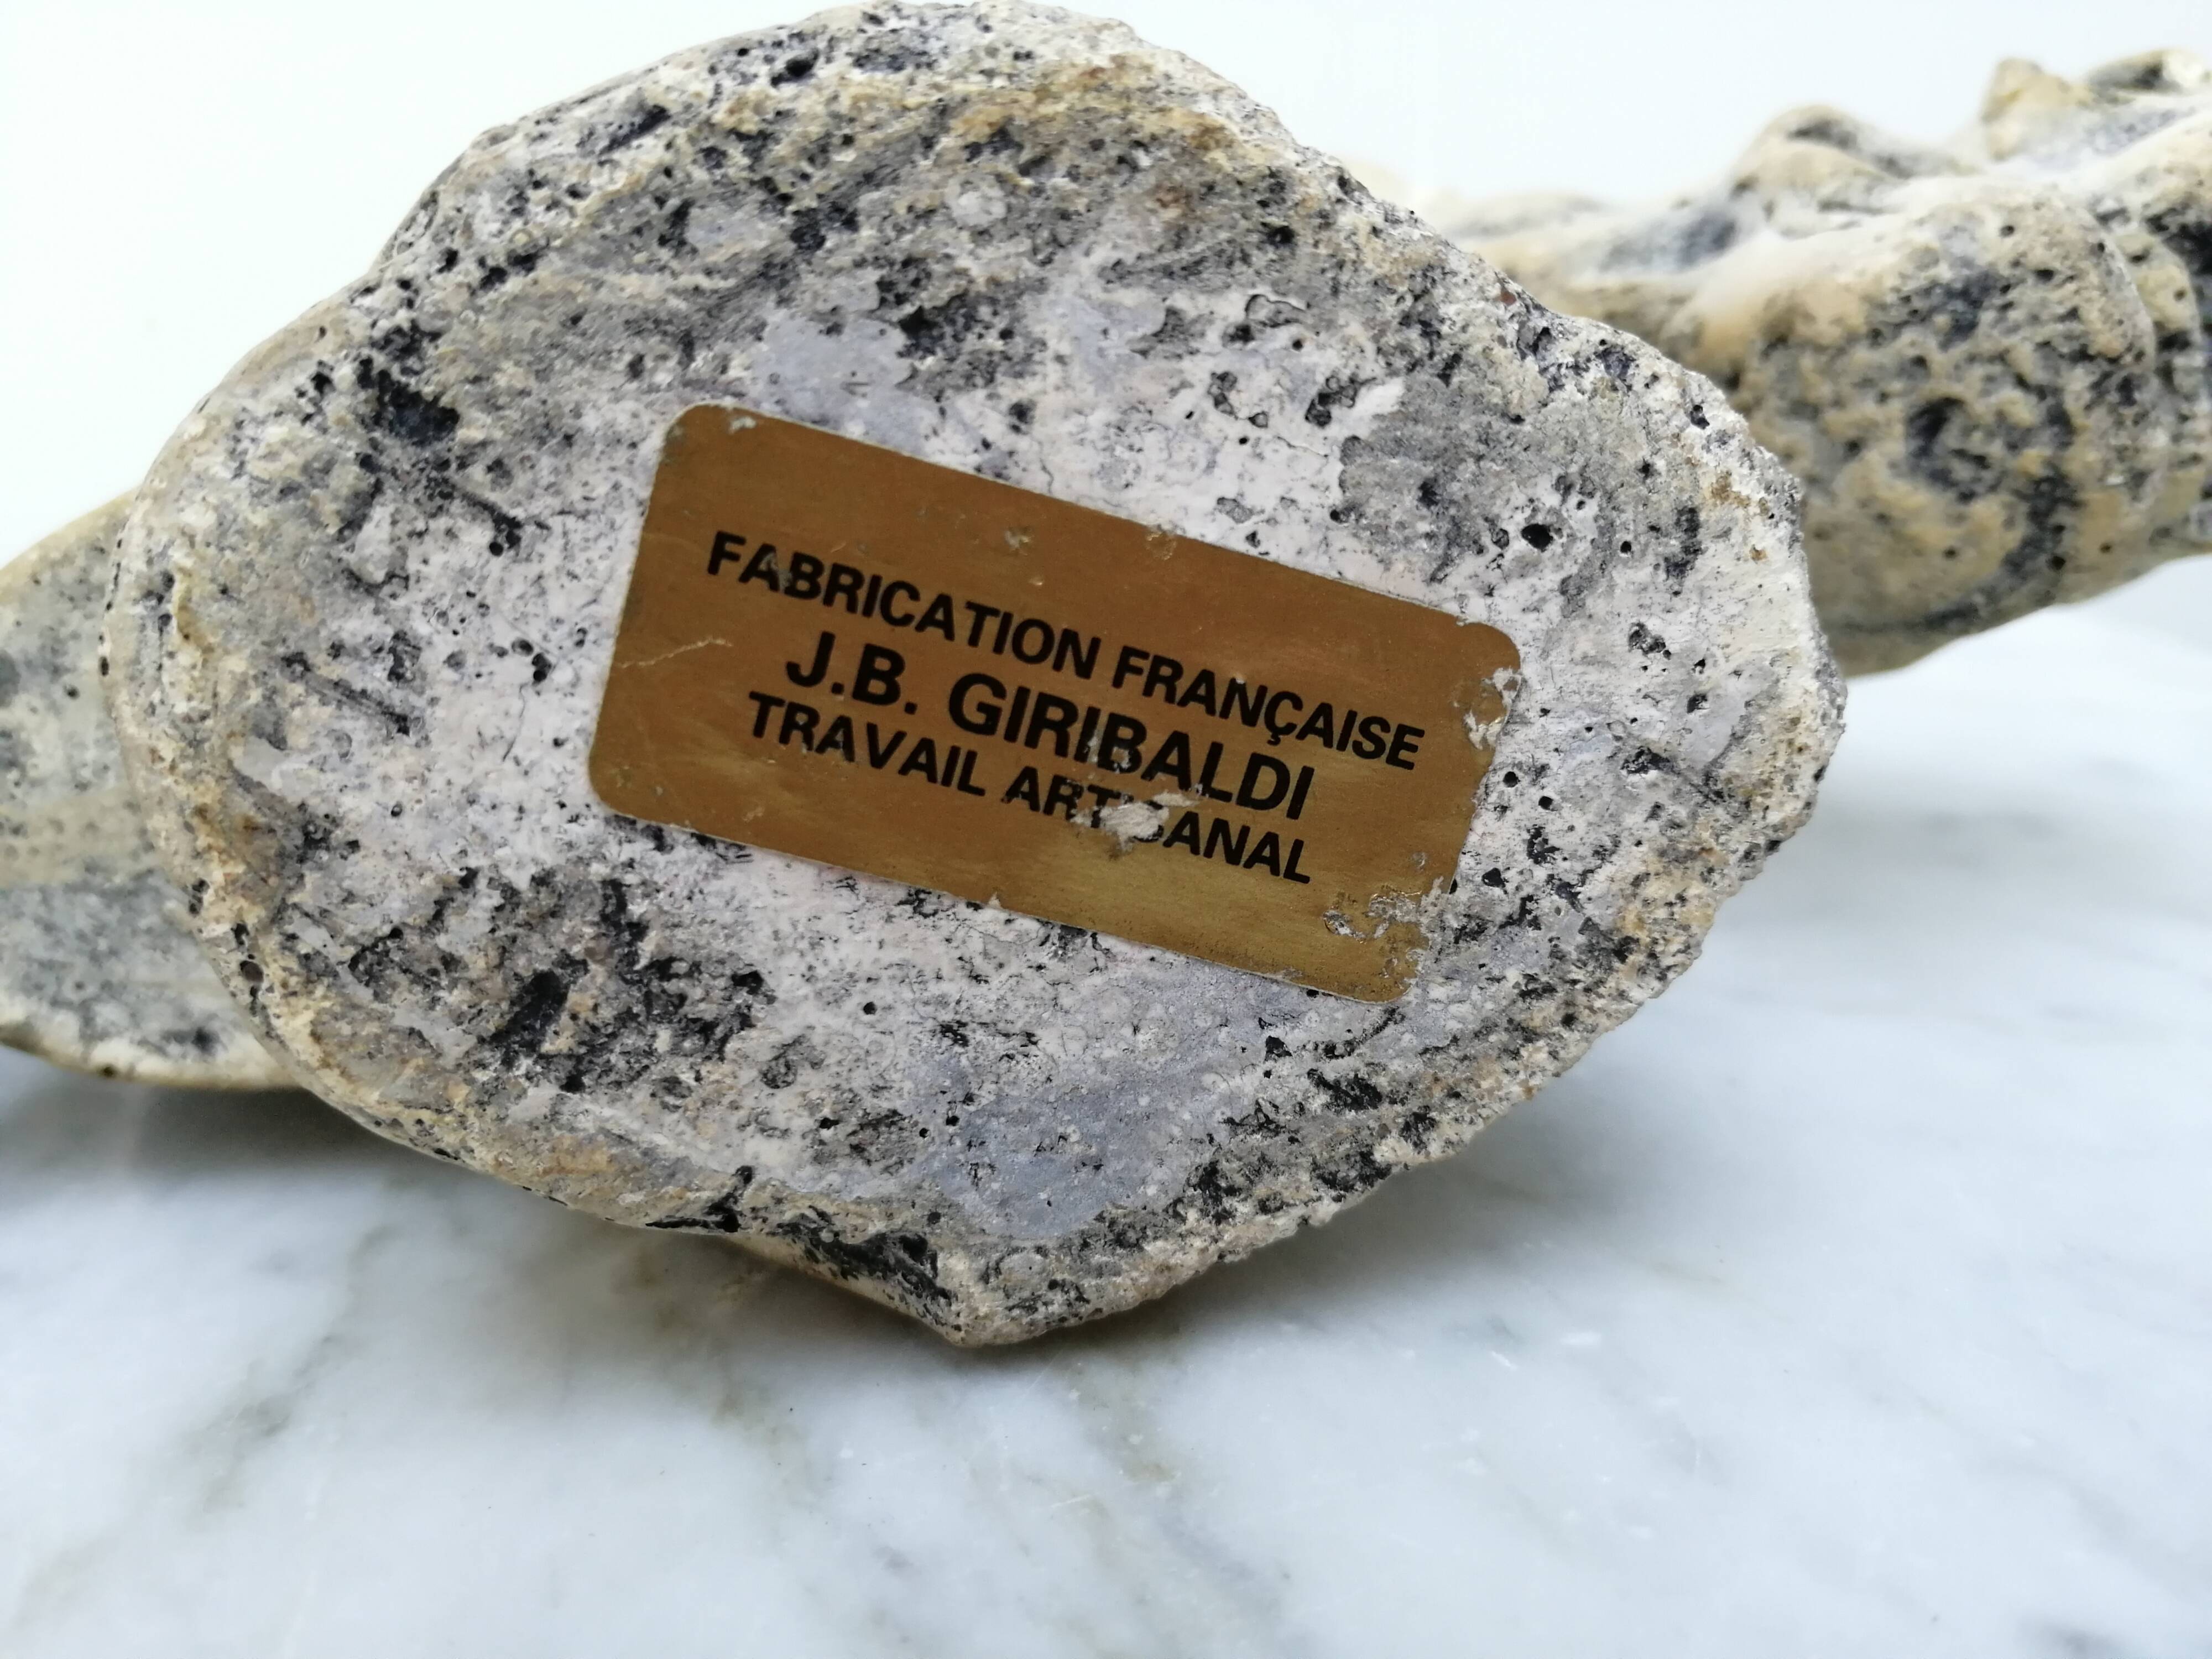 FABRICATION FRANÇAISE
J.B. GIRIBALDI
TRAVAIL ARTISANAL